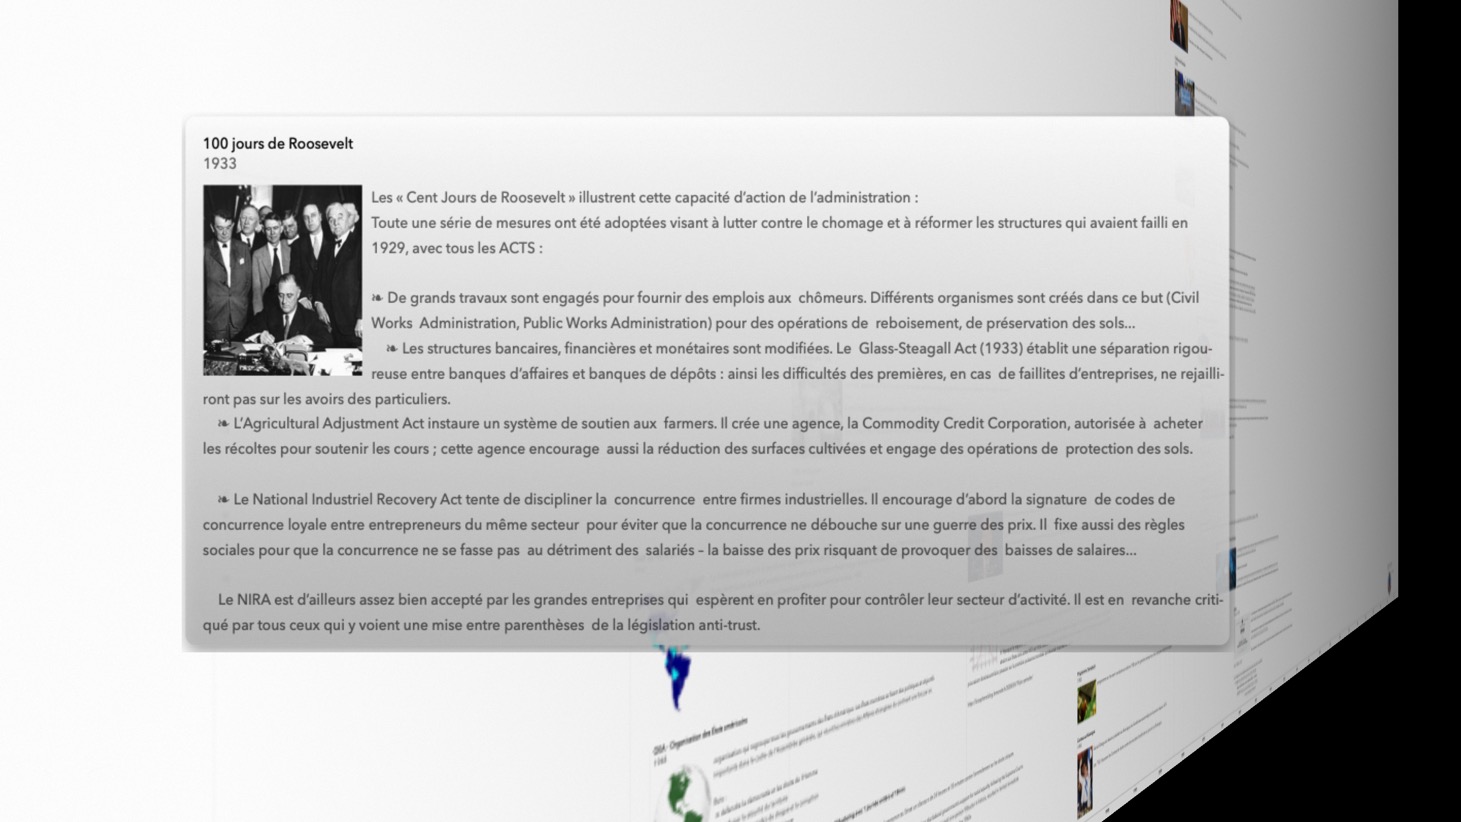 100 jours de Roosevelt
1933
Les « Cent Jours de Roosevelt » illustrent cette capacité d’action de l’administration :
Toute une série de mesures ont été adoptées visant à lutter contre le chomage et à réformer les structures qui avaient failli en
1929, avec tous les ACTS :
❧ De grands travaux sont engagés pour fournir des emplois aux chômeurs. Différents organismes sont créés dans ce but (Civil
Works Administration, Public Works Administration) pour des opérations de reboisement, de préservation des sols...
❧ Les structures bancaires, financières et monétaires sont modifiées. Le Glass-Steagall Act (1933) établit une séparation rigou-
reuse entre banques d’affaires et banques de dépôts : ainsi les difficultés des premières, en cas de faillites d’entreprises, ne rejailli-
ront pas sur les avoirs des particuliers.
❧ L’Agricultural Adjustment Act instaure un système de soutien aux farmers. Il crée une agence, la Commodity Credit Corporation, autorisée à acheter
les récoltes pour soutenir les cours ; cette agence encourage aussi la réduction des surfaces cultivées et engage des opérations de protection des sols.
❧ Le National Industriel Recovery Act tente de discipliner la concurrence entre firmes industrielles. Il encourage d’abord la signature de codes de
concurrence loyale entre entrepreneurs du même secteur pour éviter que la concurrence ne débouche sur une guerre des prix. Il fixe aussi des règles
sociales pour que la concurrence ne se fasse pas au détriment des salariés – la baisse des prix risquant de provoquer des baisses de salaires...
Le NIRA est d’ailleurs assez bien accepté par les grandes entreprises qui espèrent en profiter pour contrôler leur secteur d’activité. Il est en revanche criti-
qué par tous ceux qui y voient une mise entre parenthèses de la législation anti-trust.
OEA - Organisation des États américains